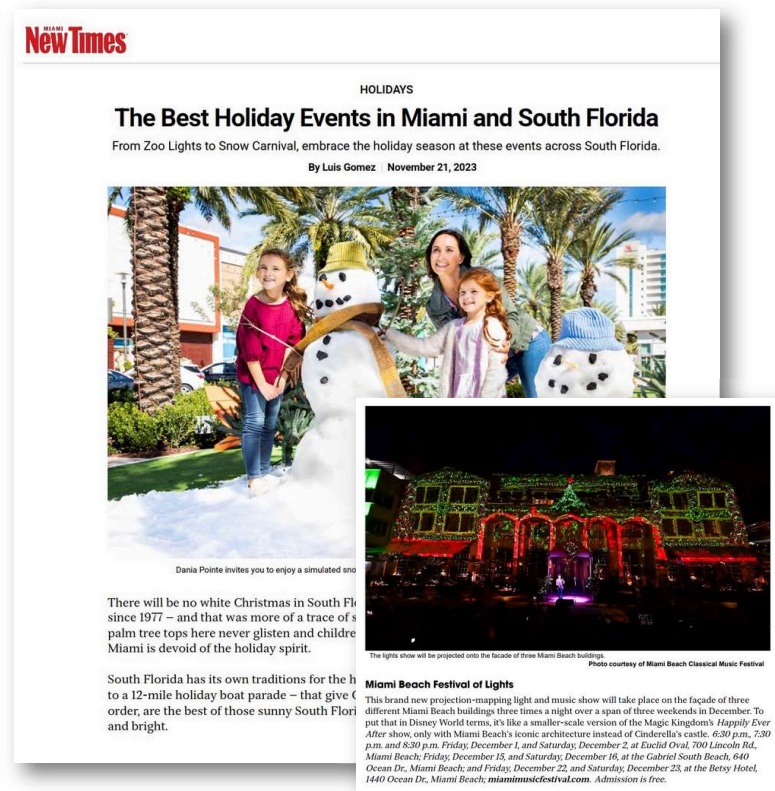 MIAMI
New Times
HOLIDAYS
The Best Holiday Events in Miami and South Florida
From Zoo Lights to Snow Carnival, embrace the holiday season at these events across South Florida.
By Luis Gomez | November 21, 2023
Dania Pointe invites you to enjoy a simulated sno
There will be no white Christmas in South Fl
since 1977 – and that was more of a trace of s
palm tree tops here never glisten and childre
Miami is devoid of the holiday spirit.
South Florida has its own traditions for the h
to a 12-mile holiday boat parade – that give C
order, are the best of those sunny South Flori
and bright.
The lights show will be projected onto the facade of three Miami Beach buildings.
Photo courtesy of Miami Beach Classical Music Festival
Miami Beach Festival of Lights
This brand new projection-mapping light and music show will take place on the façade of three
different Miami Beach buildings three times a night over a span of three weekends in December. To
put that in Disney World terms, it's like a smaller-scale version of the Magic Kingdom's Happily Ever
After show, only with Miami Beach's iconic architecture instead of Cinderella's castle. 6:30 p.m., 7:30
p.m. and 8:30 p.m. Friday, December 1, and Saturday, December 2, at Euclid Oval, 700 Lincoln Rd.,
Miami Beach; Friday, December 15, and Saturday, December 16, at the Gabriel South Beach, 640
Ocean Dr., Miami Beach; and Friday, December 22, and Saturday, December 23, at the Betsy Hotel,
1440 Ocean Dr., Miami Beach; miamimusicfestival.com. Admission is free.